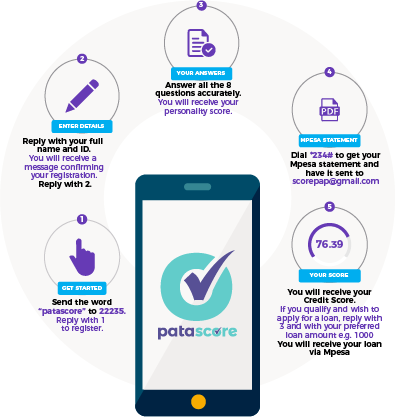 1
GET STARTED
Send the word
"patascore" to 22235.
Reply with 1
to register.
2
ENTER DETAILS
Reply with your full
name and ID.
You will receive a
message confirming
your registration.
Reply with 2.
3
YOUR ANSWERS
Answer all the 8
questions accurately.
You will receive your
personality score.
4
PDF
MPESA STATEMENT
Dial *234# to get your
Mpesa statement and
have it sent to
scorepap@gmail.com
5
76.39
YOUR SCORE
You will receive your
Credit Score.
If you qualify and wish to
apply for a loan, reply with
3 and with your preferred
loan amount e.g. 1000
You will receive your loan
via Mpesa
patascore